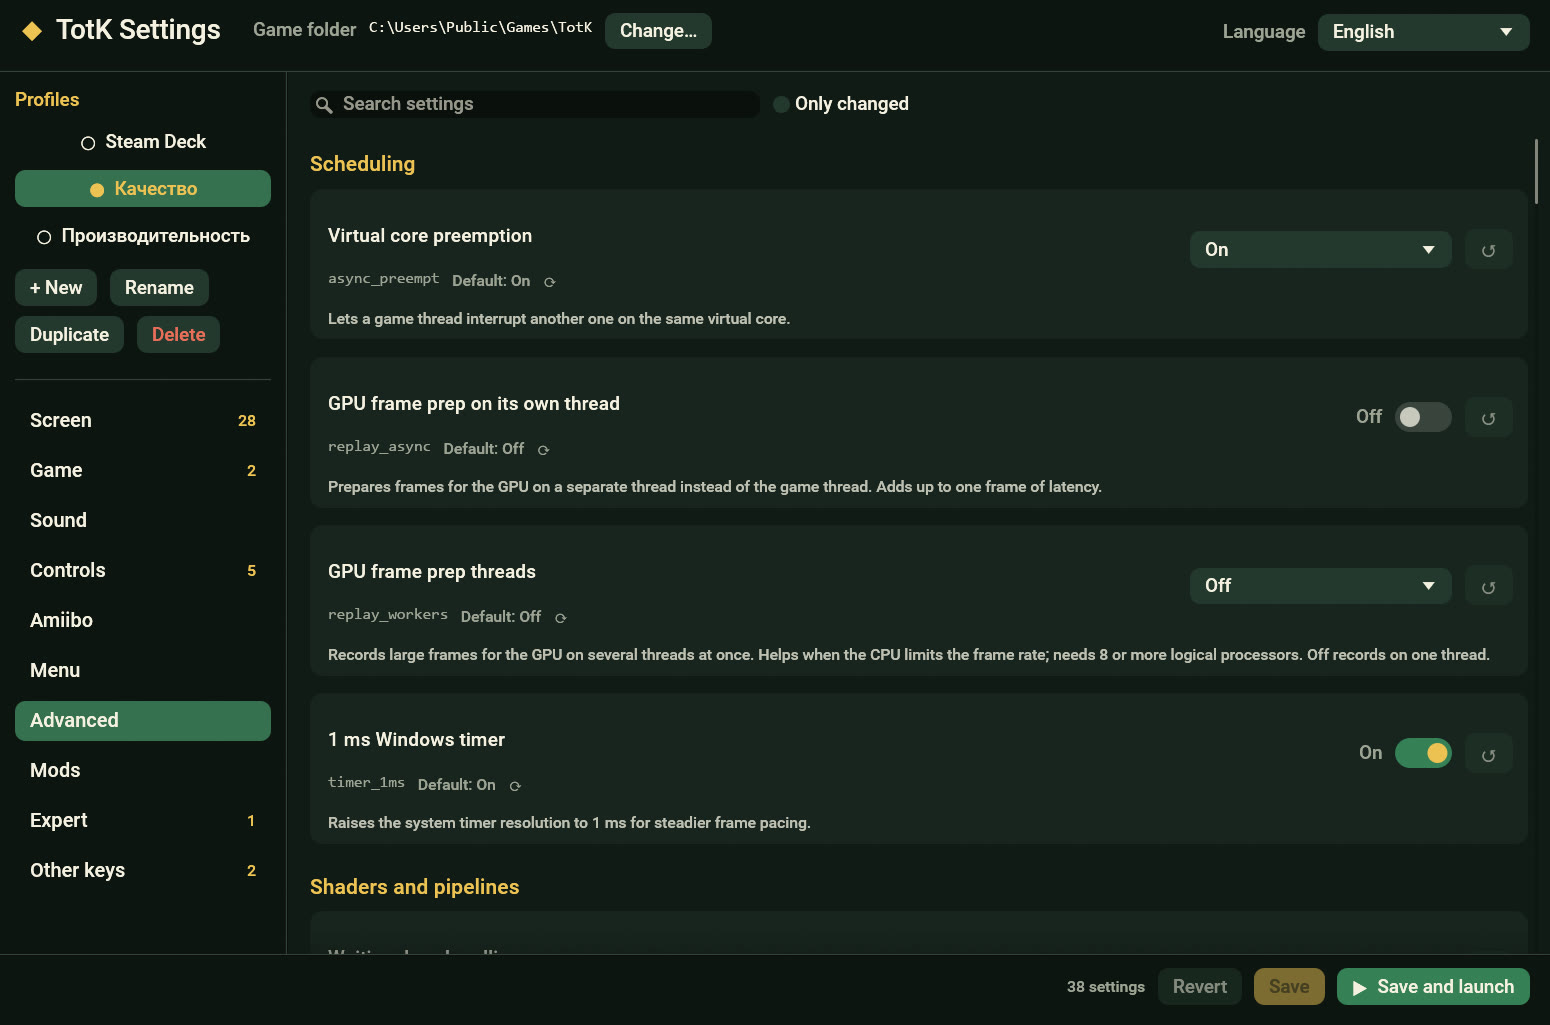 TotK Settings
Game folder C:\Users\Public\Games\TotK Change...
Language English
Profiles
Steam Deck
Качество
Производительность
+ New Rename
Duplicate Delete
Screen 28
Game 2
Sound
Controls 5
Amiibo
Menu
Advanced
Mods
Expert 1
Other keys 2
Search settings Only changed
Scheduling
Virtual core preemption
On
async_preempt Default: On
Lets a game thread interrupt another one on the same virtual core.
GPU frame prep on its own thread
Off
replay_async Default: Off
Prepares frames for the GPU on a separate thread instead of the game thread. Adds up to one frame of latency.
GPU frame prep threads
Off
replay_workers Default: Off
Records large frames for the GPU on several threads at once. Helps when the CPU limits the frame rate; needs 8 or more logical processors. Off records on one thread.
1 ms Windows timer
On
timer_1ms Default: On
Raises the system timer resolution to 1 ms for steadier frame pacing.
Shaders and pipelines
38 settings Revert Save Save and launch